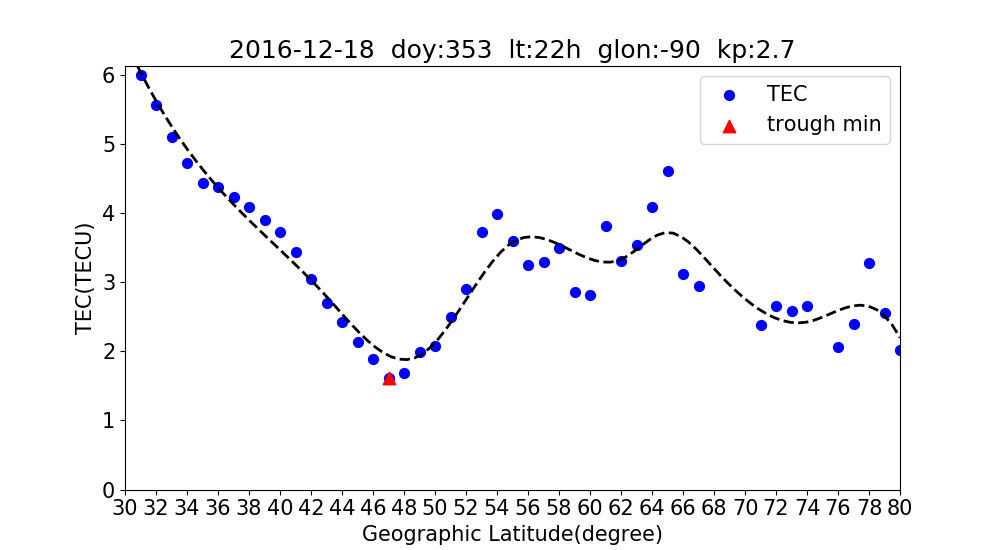 2016-12-18 doy:353 lt:22h glon:-90 kp:2.7
TEC
trough min
6
5
4
3
2
1
0
TEC(TECU)
30 32 34 36 38 40 42 44 46 48 50 52 54 56 58 60 62 64 66 68 70 72 74 76 78 80
Geographic Latitude(degree)